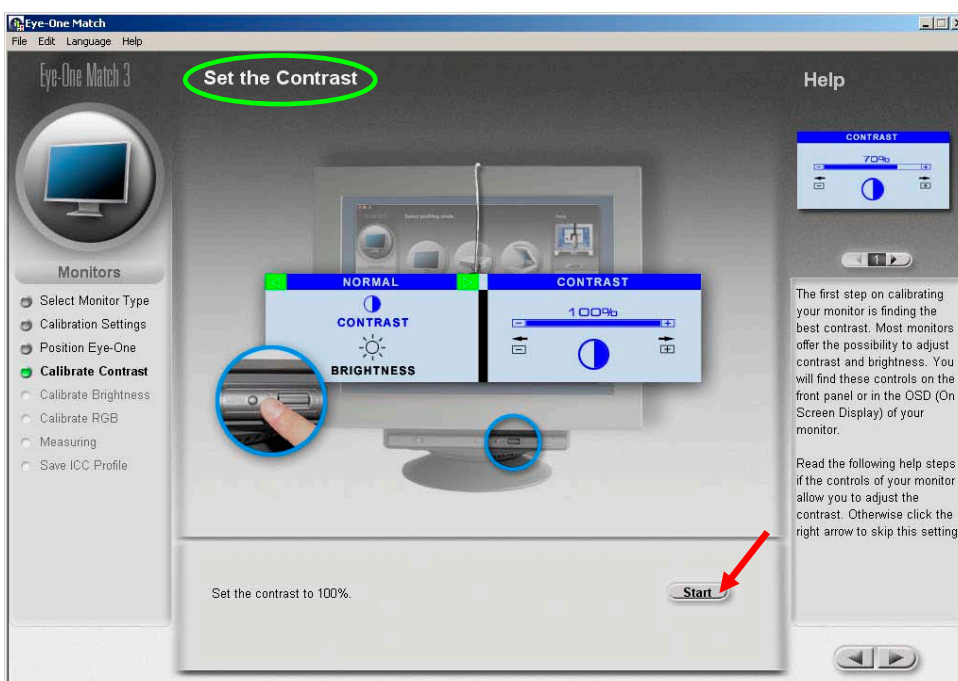 Eye-One Match
File Edit Language Help
Eye-One Match 3
Set the Contrast
Help
Monitors
Select Monitor Type
Calibration Settings
Position Eye-One
Calibrate Contrast
Calibrate Brightness
Calibrate RGB
Measuring
Save ICC Profile
Select profiling mode
NORMAL
CONTRAST
BRIGHTNESS
CONTRAST
100%
MENU
Set the contrast to 100%.
Start
CONTRAST
70%
1
The first step on calibrating
your monitor is finding the
best contrast. Most monitors
offer the possibility to adjust
contrast and brightness. You
will find these controls on the
front panel or in the OSD (On
Screen Display) of your
monitor.
Read the following help steps
if the controls of your monitor
allow you to adjust the
contrast. Otherwise click the
right arrow to skip this setting